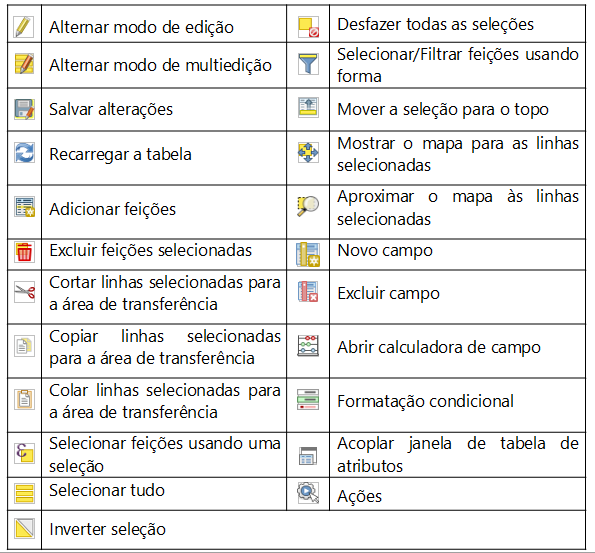 Alternar modo de edição
Desfazer todas as seleções
Alternar modo de multiedição
Selecionar/Filtrar feições usando
forma
Salvar alterações
Mover a seleção para o topo
Recarregar a tabela
Mostrar o mapa para as linhas
selecionadas
Adicionar feições
Aproximar o mapa às linhas
selecionadas
Excluir feições selecionadas
Novo campo
Cortar linhas selecionadas para
a área de transferência
Excluir campo
Copiar linhas selecionadas
para a área de transferência
Abrir calculadora de campo
Colar linhas selecionadas para
a área de transferência
Formatação condicional
Selecionar feições usando uma
seleção
Acoplar janela de tabela de
atributos
Selecionar tudo
Ações
Inverter seleção